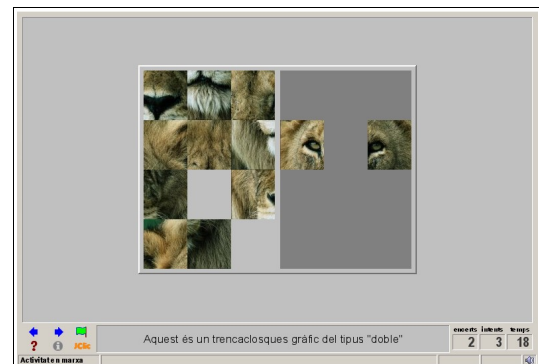 Aquest és un trencaclosques gràfic del tipus "doble"
encerts intents temps
? i JClic
2 3 18
Activitat en marxa